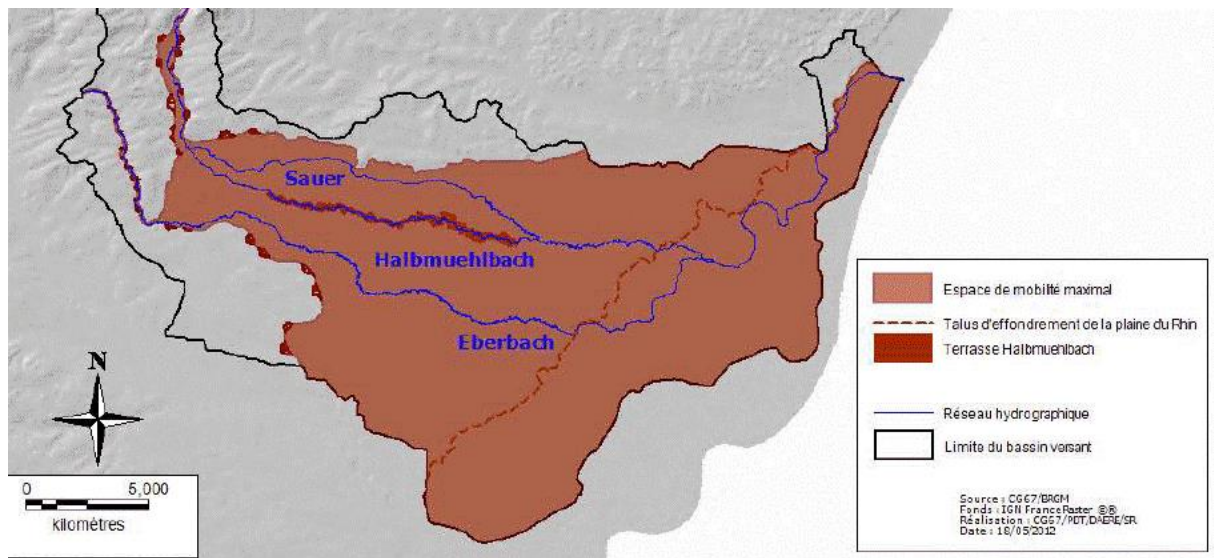 Sauer
Halbmuehlbach
Eberbach
N
0 5,000
kilomètres
Espace de mobilité maximal
Talus d'effondrement de la plaine du Rhin
Terrasse Halbmuehlbach
Réseau hydrographique
Limite du bassin versant
Source : CG67/BRGM
Fonds : IGN FranceRaster ©®
Réalisation : CG67/PDT/DAERE/SR
Date : 18/05/2012